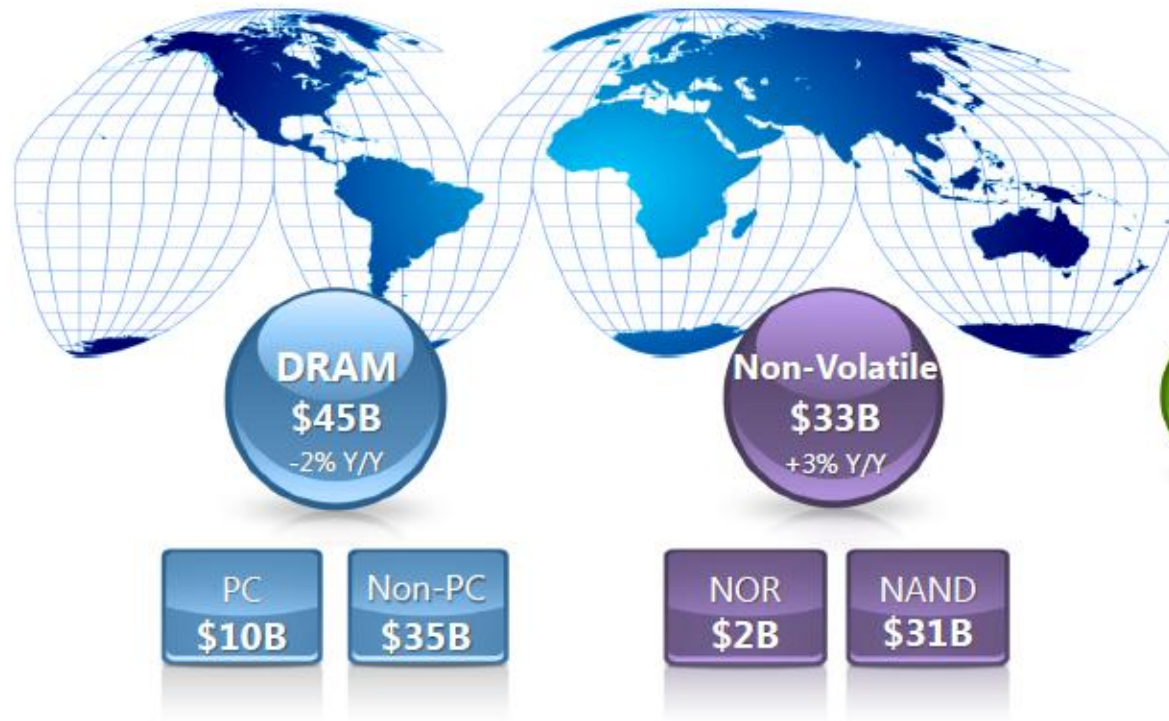 DRAM
$45B
-2% Y/Y
Non-Volatile
$33B
+3% Y/Y
PC
$10B
Non-PC
$35B
NOR
$2B
NAND
$31B